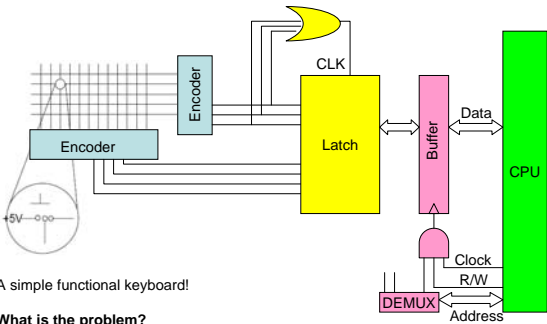 CLK
Encoder
Encoder
Latch
Buffer
Data
CPU
+5V
Clock
R/W
DEMUX
Address
A simple functional keyboard!
What is the problem?